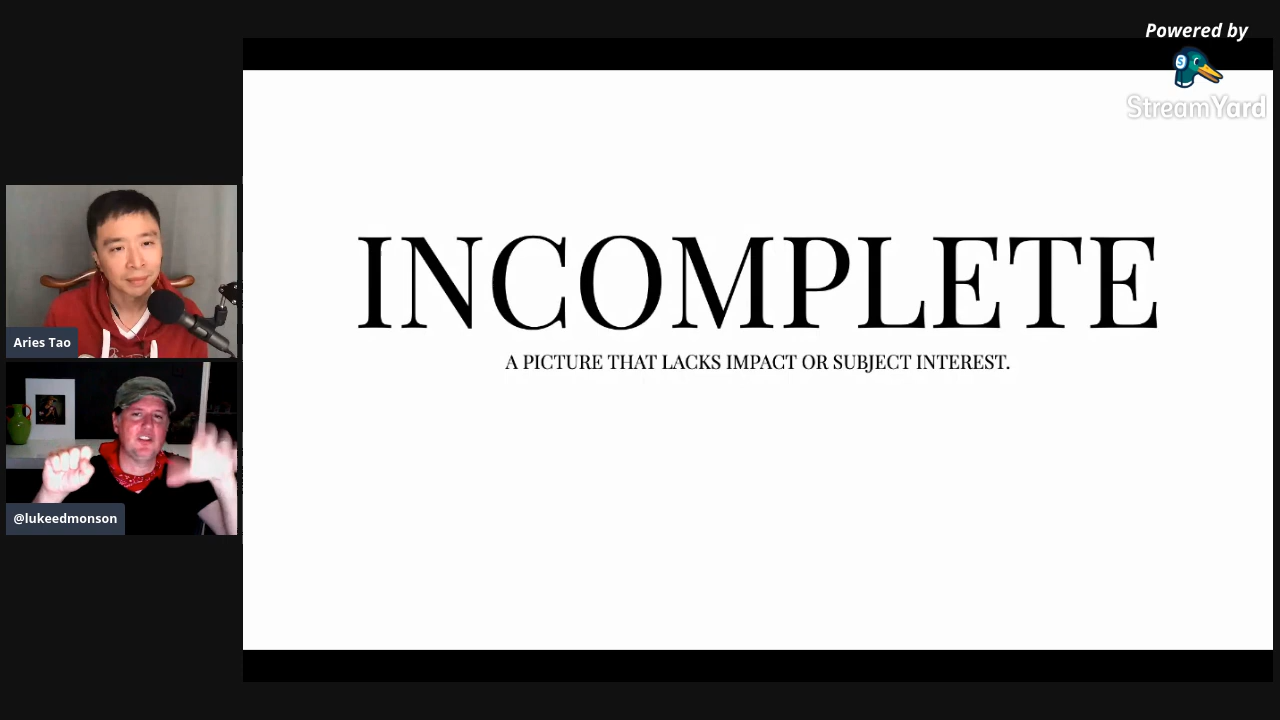 Powered by
StreamYard
INCOMPLETE
A PICTURE THAT LACKS IMPACT OR SUBJECT INTEREST.
Aries Tao
@lukeedmonson